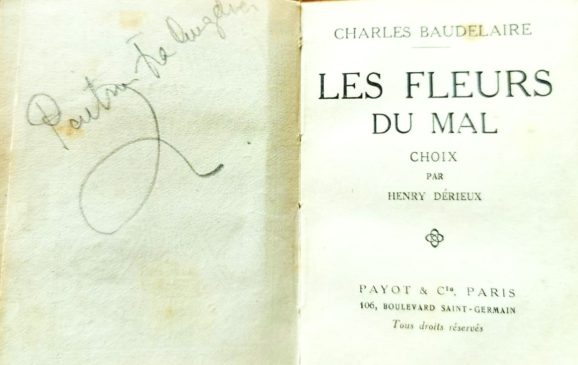 CHARLES BAUDELAIRE
LES FLEURS
DU MAL
CHOIX
PAR
HENRY DÉRIEUX
PAYOT & Cie, PARIS
106, BOULEVARD SAINT-GERMAIN
Tous droits réservés